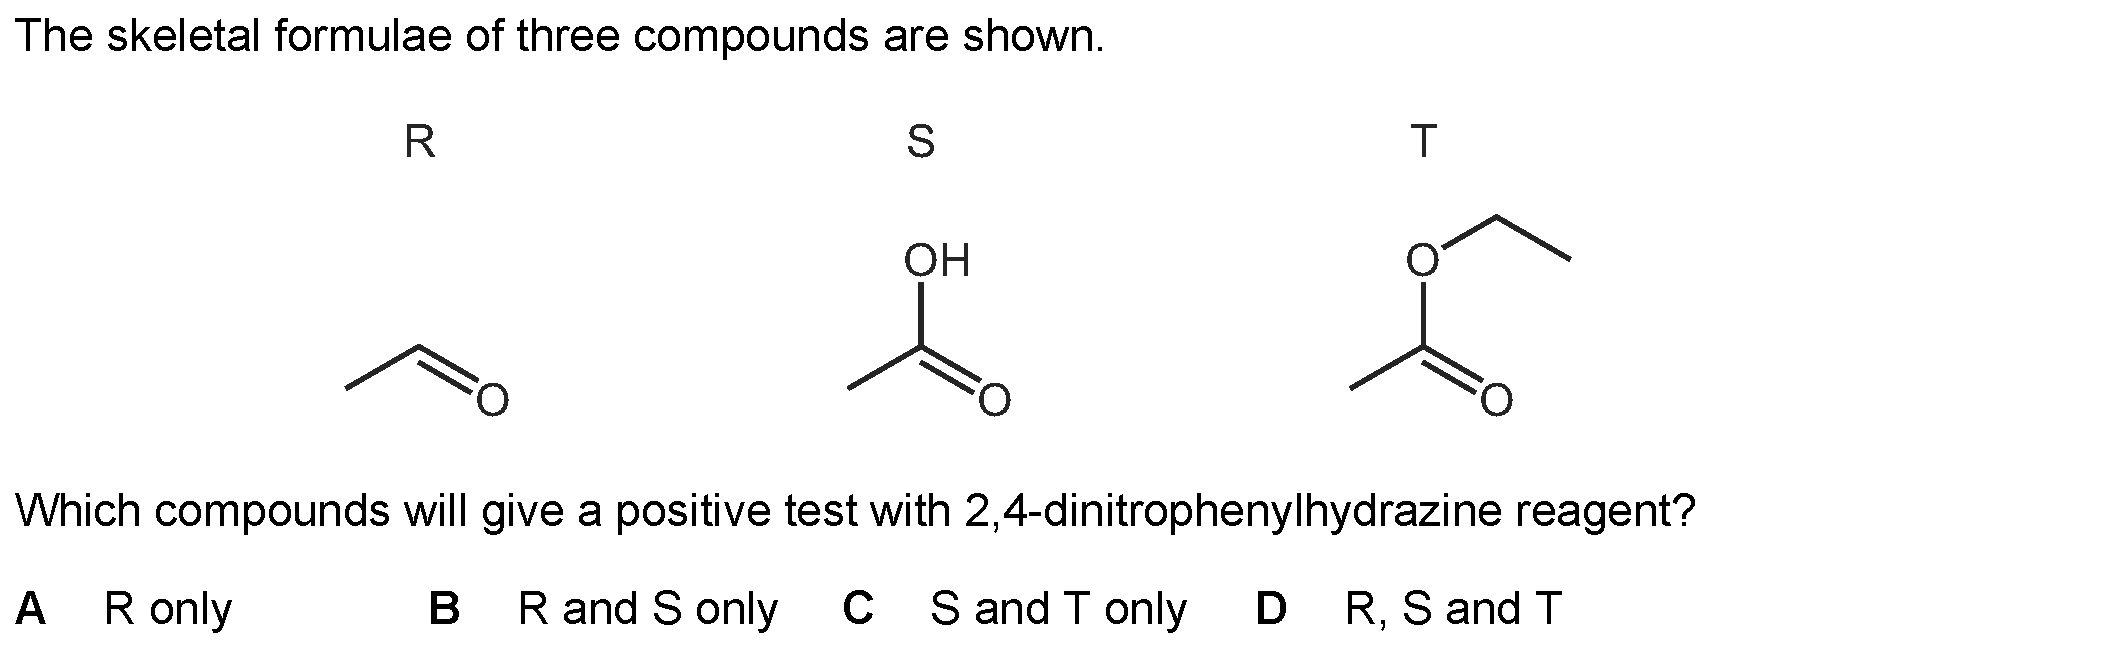 The skeletal formulae of three compounds are shown.
R S T
OH O
O O O
Which compounds will give a positive test with 2,4-dinitrophenylhydrazine reagent?
A R only B R and S only C S and T only D R, S and T